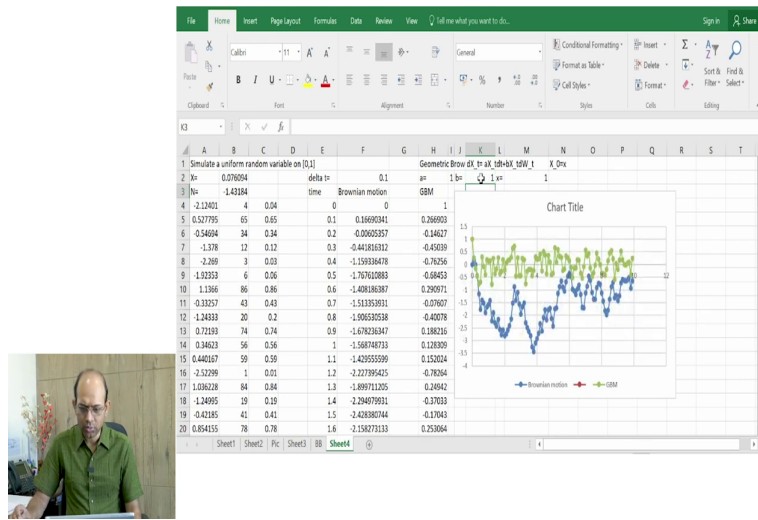 File Home Insert Page Layout Formulas Data Review View Tell me what you want to do... Sign in Share
Calibri 11 A A General Conditional Formatting Insert Σ
Paste Format as Table Delete
B I U A % Cell Styles Format Sort & Filter Find & Select
Clipboard Font Alignment Number Styles Cells Editing
K3 fx
A B C D E F G H I J K L M N O P Q R S T
1 Simulate a uniform random variable on [0,1] Geometric Brow dX_t= aX_tdt+bX_tdW_t X_0=x
2 X= 0.076094 delta t= 0.1 a= 1 b= 1 x= 1
3 N= -1.43184 time Brownian motion GBM
4 -2.12401 4 0.04 0 0 1
5 0.527795 65 0.65 0.1 0.16690341 0.266903
6 -0.54694 34 0.34 0.2 -0.00605357 -0.14627
7 -1.378 12 0.12 0.3 -0.441816312 -0.45039
8 -2.269 3 0.03 0.4 -1.159336478 -0.76256
9 -1.92353 6 0.06 0.5 -1.767610883 -0.68453
10 1.1366 86 0.86 0.6 -1.408186387 0.290971
11 -0.33257 43 0.43 0.7 -1.513353931 -0.07607
12 -1.24333 20 0.2 0.8 -1.906530538 -0.40078
13 0.72193 74 0.74 0.9 -1.678236347 0.188216
14 0.34623 56 0.56 1 -1.568748733 0.128309
15 0.440167 59 0.59 1.1 -1.429555599 0.152024
16 -2.52299 1 0.01 1.2 -2.227395425 -0.78264
17 1.036228 84 0.84 1.3 -1.899711205 0.24942
18 -1.24995 19 0.19 1.4 -2.294979931 -0.37033
19 -0.42185 41 0.41 1.5 -2.428380744 -0.17043
20 0.854155 78 0.78 1.6 -2.158273133 0.253064
Chart Title
1.5
1
0.5
0
-0.5 12
-1
-1.5
-2
-2.5
-3
-3.5
-4
Brownian motion GBM
Sheet1 Sheet2 Pic Sheet3 BB Sheet4